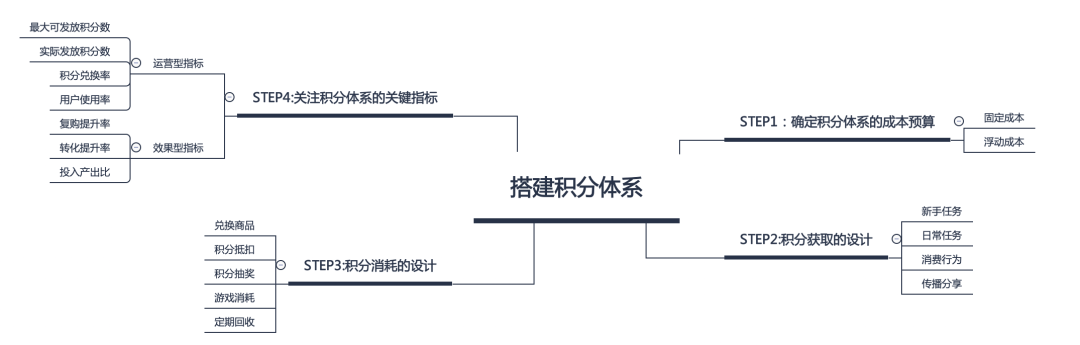 搭建积分体系
STEP1：确定积分体系的成本预算
固定成本
浮动成本
STEP2:积分获取的设计
新手任务
日常任务
消费行为
传播分享
STEP3:积分消耗的设计
兑换商品
积分抵扣
积分抽奖
游戏消耗
定期回收
STEP4:关注积分体系的关键指标
运营型指标
最大可发放积分数
实际发放积分数
积分兑换率
用户使用率
效果型指标
复购提升率
转化提升率
投入产出比